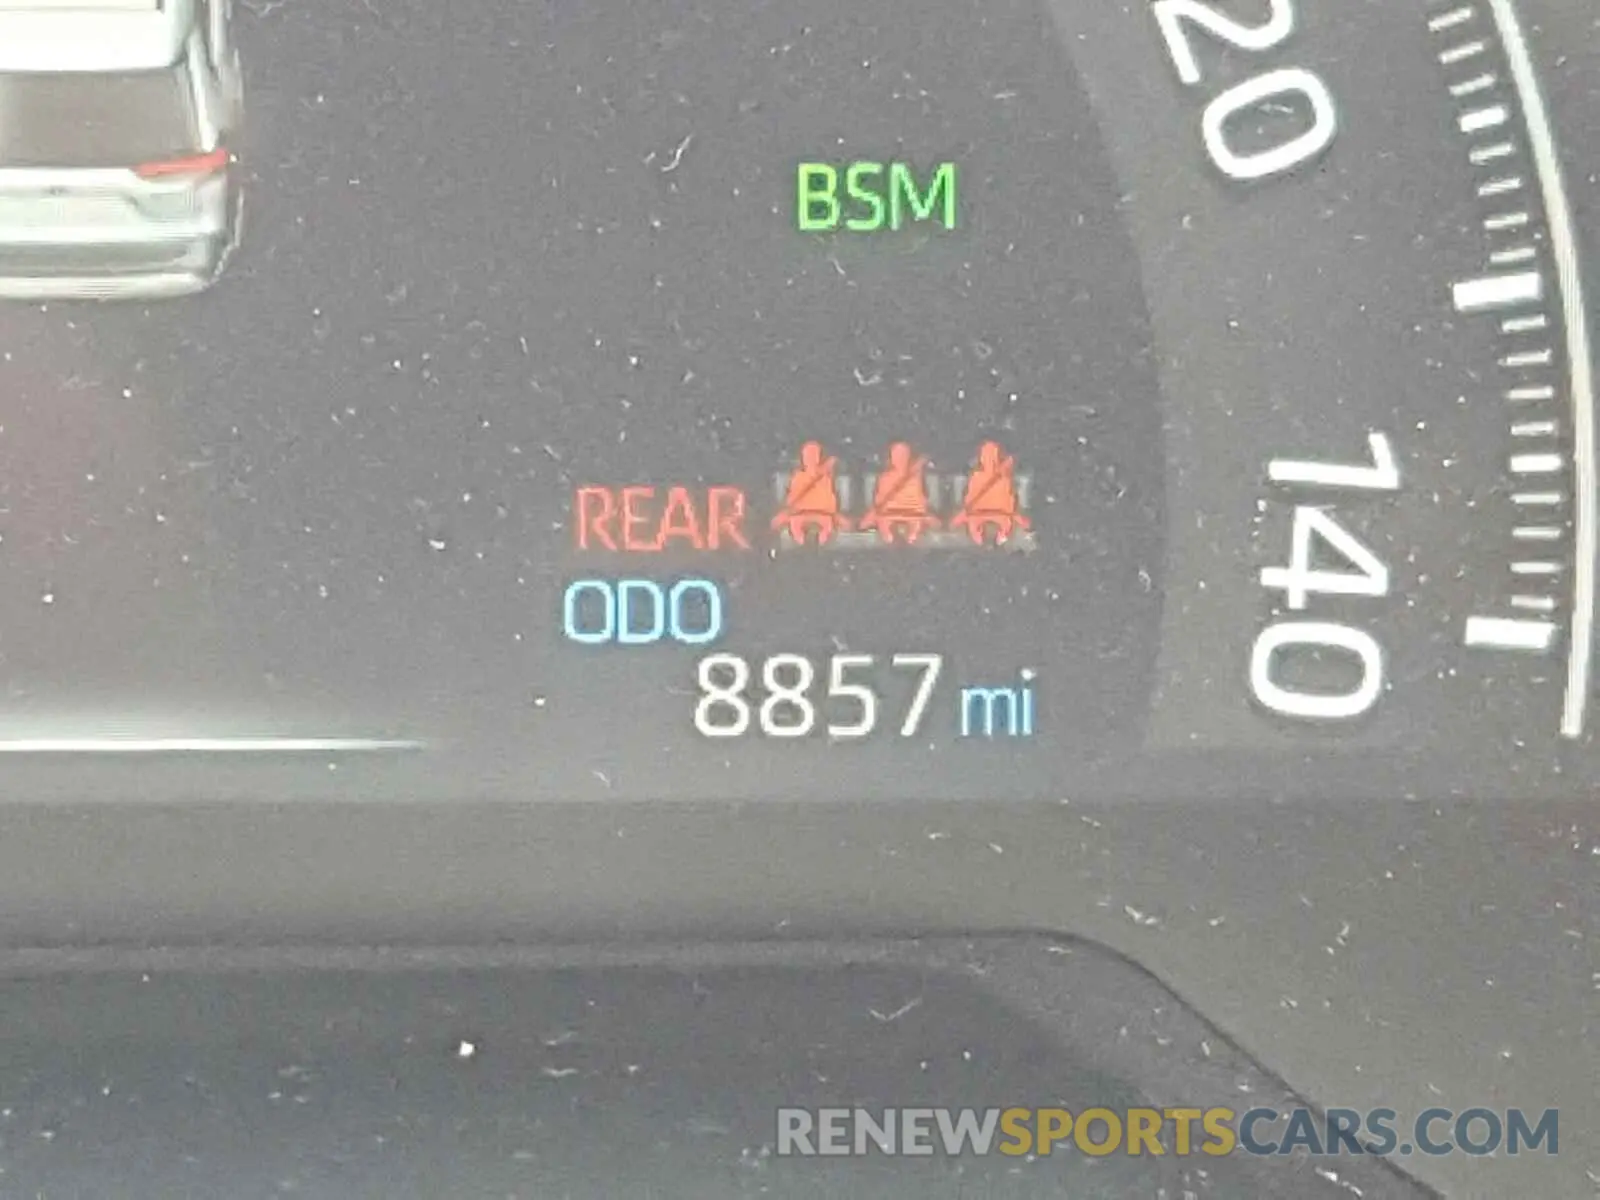 20
BSM
140
REAR
ODO
8857 mi
RENEWSPORTSCARS.COM